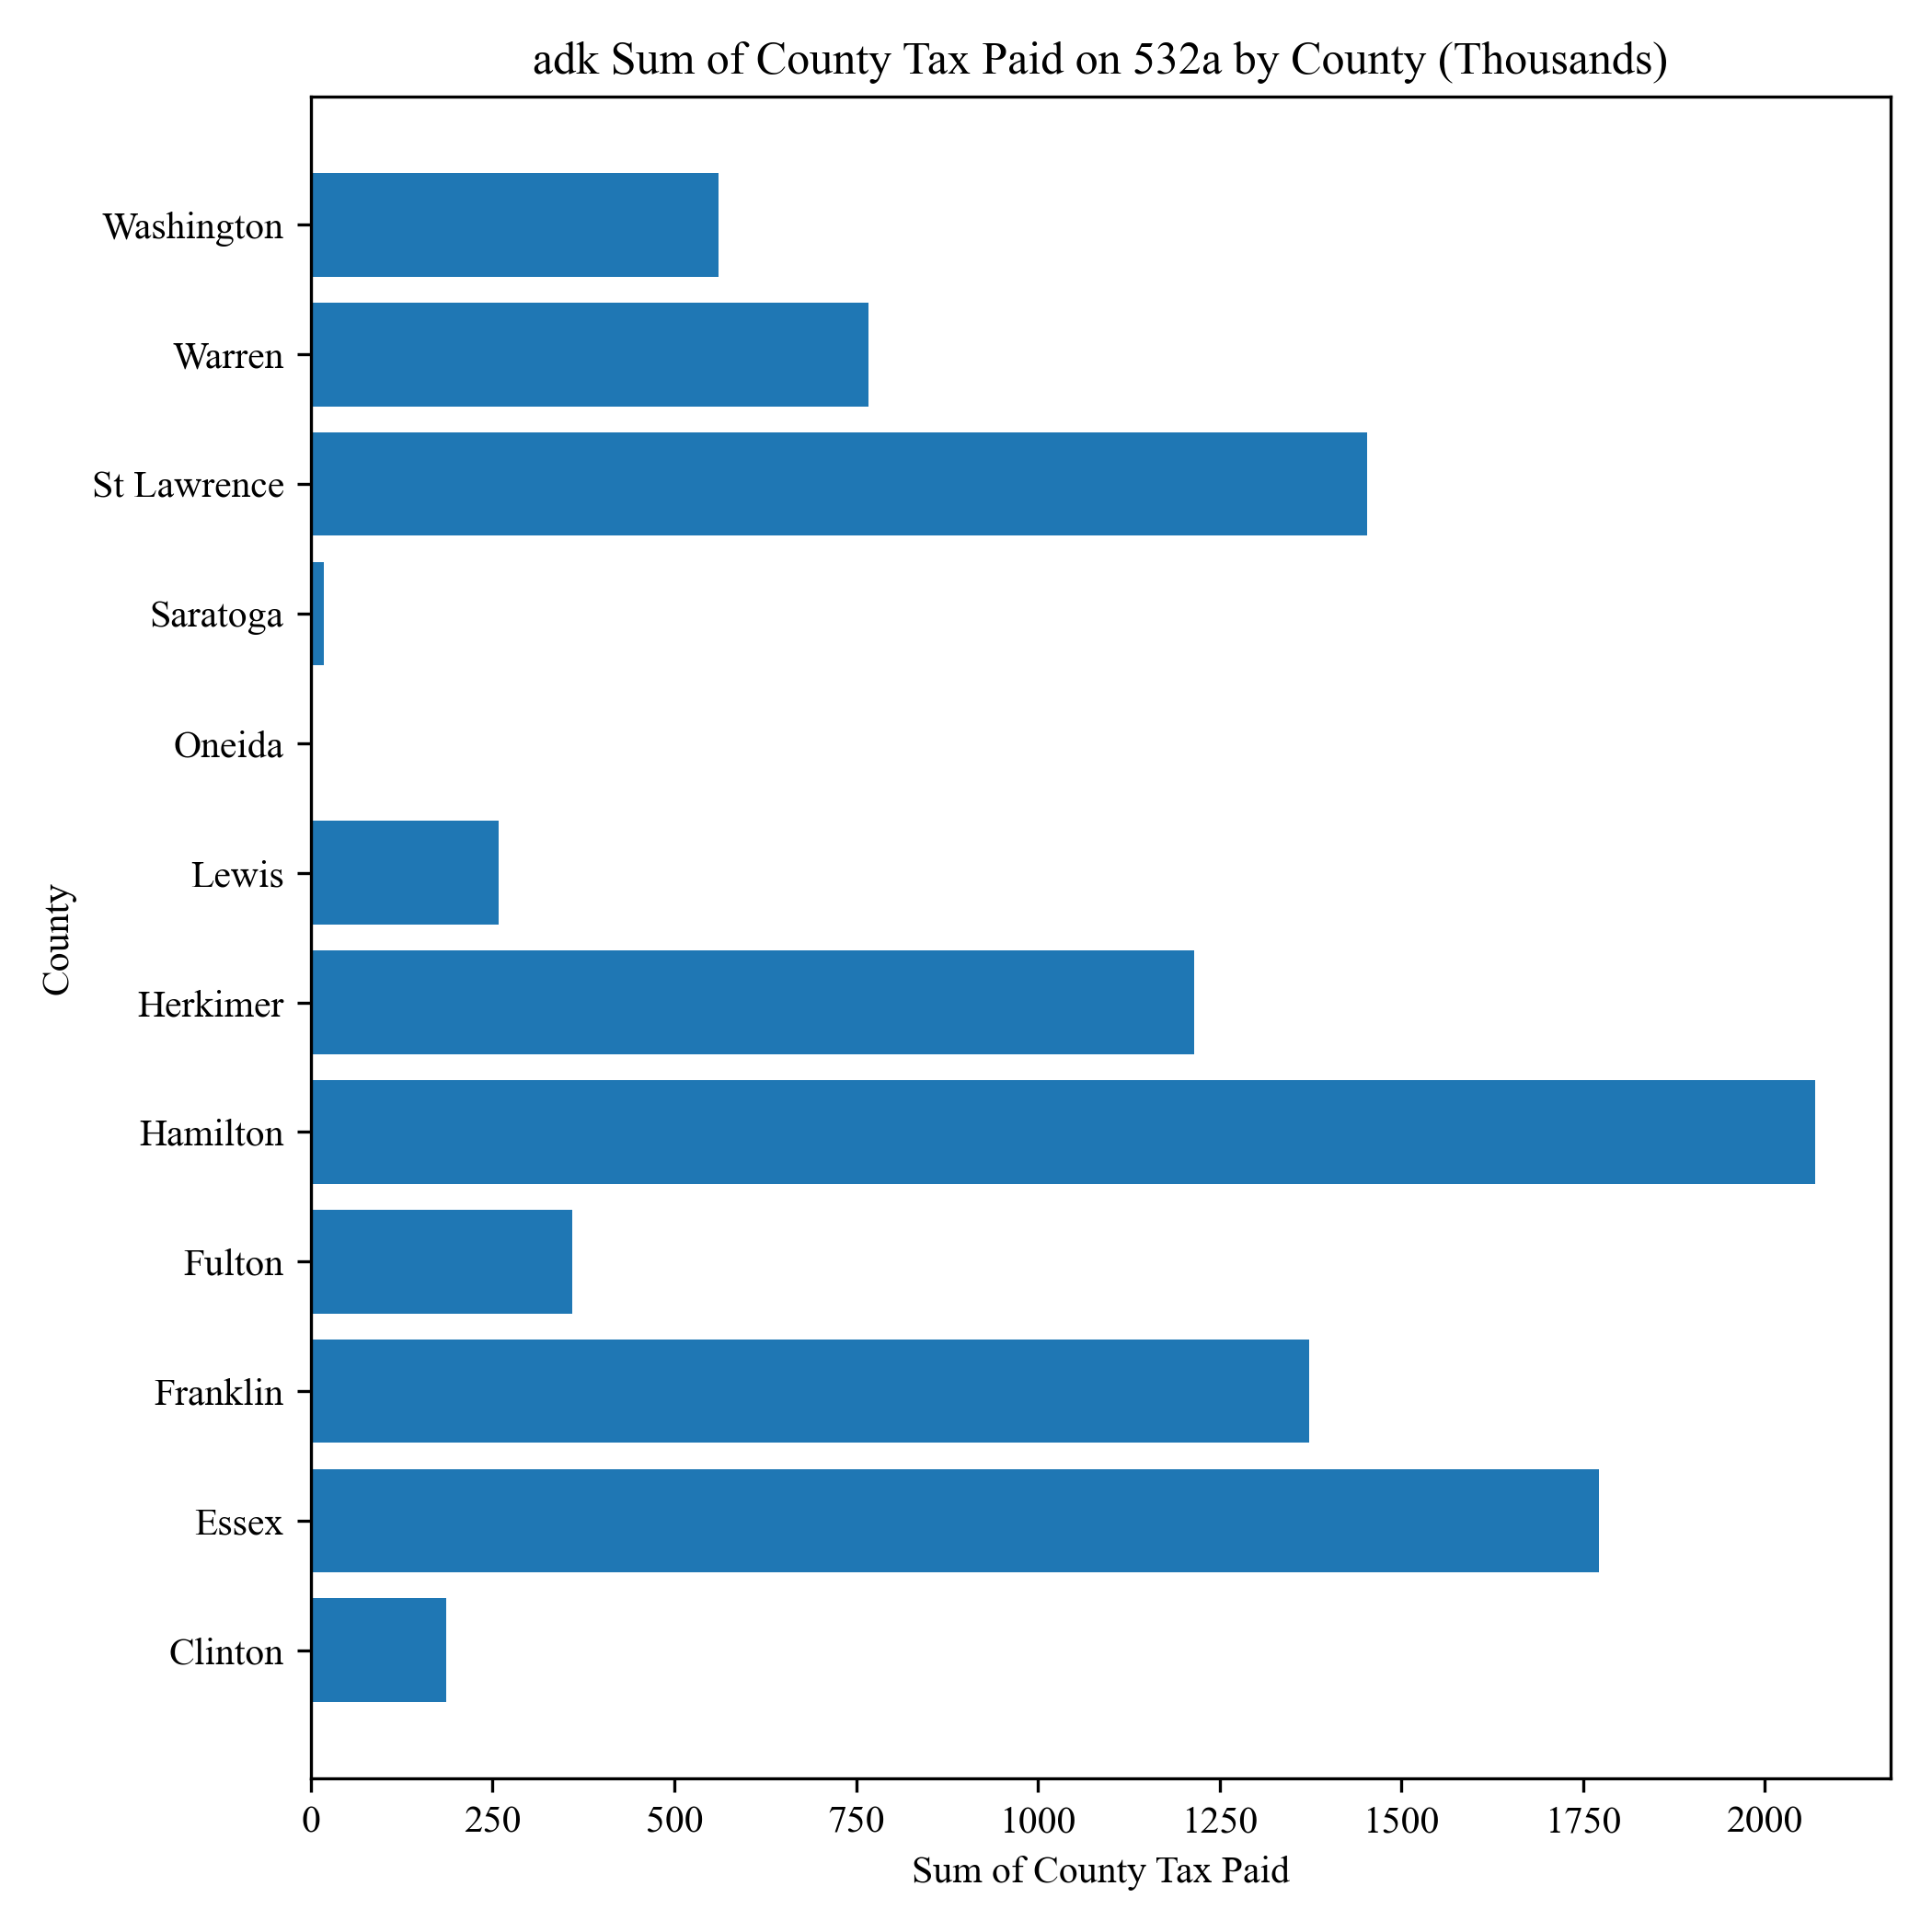 adk Sum of County Tax Paid on 532a by County (Thousands)
Washington
Warren
St Lawrence
Saratoga
Oneida
Lewis
Herkimer
Hamilton
Fulton
Franklin
Essex
Clinton
County
0 250 500 750 1000 1250 1500 1750 2000
Sum of County Tax Paid